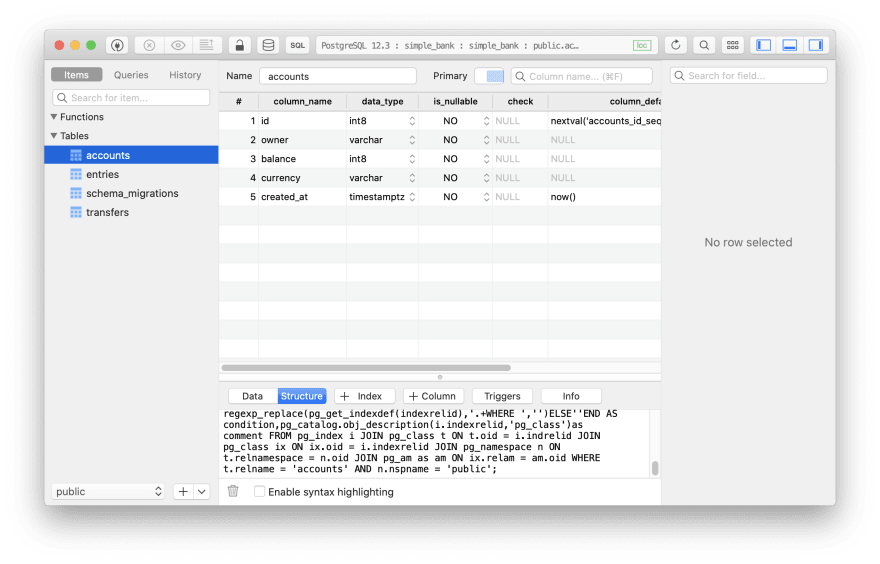 SQL
PostgreSQL 12.3 : simple_bank : simple_bank : public.ac…
loc
Items
Queries
History
Search for item...
Functions
Tables
accounts
entries
schema_migrations
transfers
public
Name
accounts
Primary
Column name... (⌘F)
# column_name data_type is_nullable check column_defa
1 id int8 NO NULL nextval('accounts_id_seq
2 owner varchar NO NULL NULL
3 balance int8 NO NULL NULL
4 currency varchar NO NULL NULL
5 created_at timestamptz NO NULL now()
Data
Structure
Index
Column
Triggers
Info
regexp_replace(pg_get_indexdef(indexrelid),'.+WHERE ','')ELSE''END AS
condition,pg_catalog.obj_description(i.indexrelid,'pg_class')as
comment FROM pg_index i JOIN pg_class t ON t.oid = i.indrelid JOIN
pg_class ix ON ix.oid = i.indexrelid JOIN pg_namespace n ON
t.relnamespace = n.oid JOIN pg_am as am ON ix.relam = am.oid WHERE
t.relname = 'accounts' AND n.nspname = 'public';
Enable syntax highlighting
Search for field...
No row selected